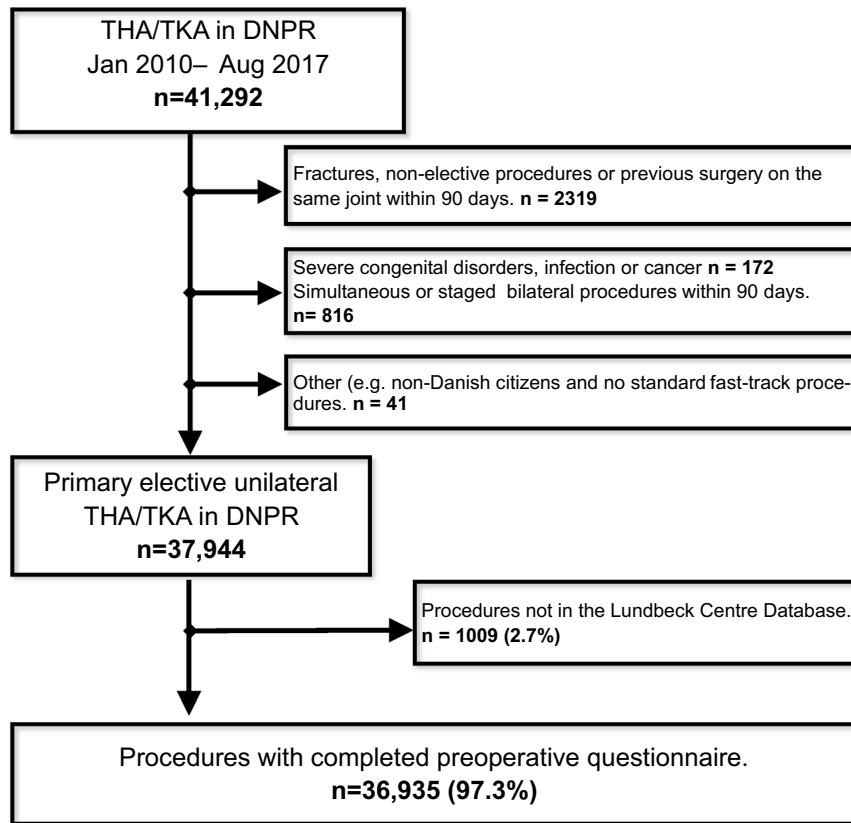 THA/TKA in DNPR
Jan 2010– Aug 2017
n=41,292
Fractures, non-elective procedures or previous surgery on the
same joint within 90 days. n = 2319
Severe congenital disorders, infection or cancer n = 172
Simultaneous or staged bilateral procedures within 90 days.
n= 816
Other (e.g. non-Danish citizens and no standard fast-track proce-
dures. n = 41
Primary elective unilateral
THA/TKA in DNPR
n=37,944
Procedures not in the Lundbeck Centre Database.
n = 1009 (2.7%)
Procedures with completed preoperative questionnaire.
n=36,935 (97.3%)